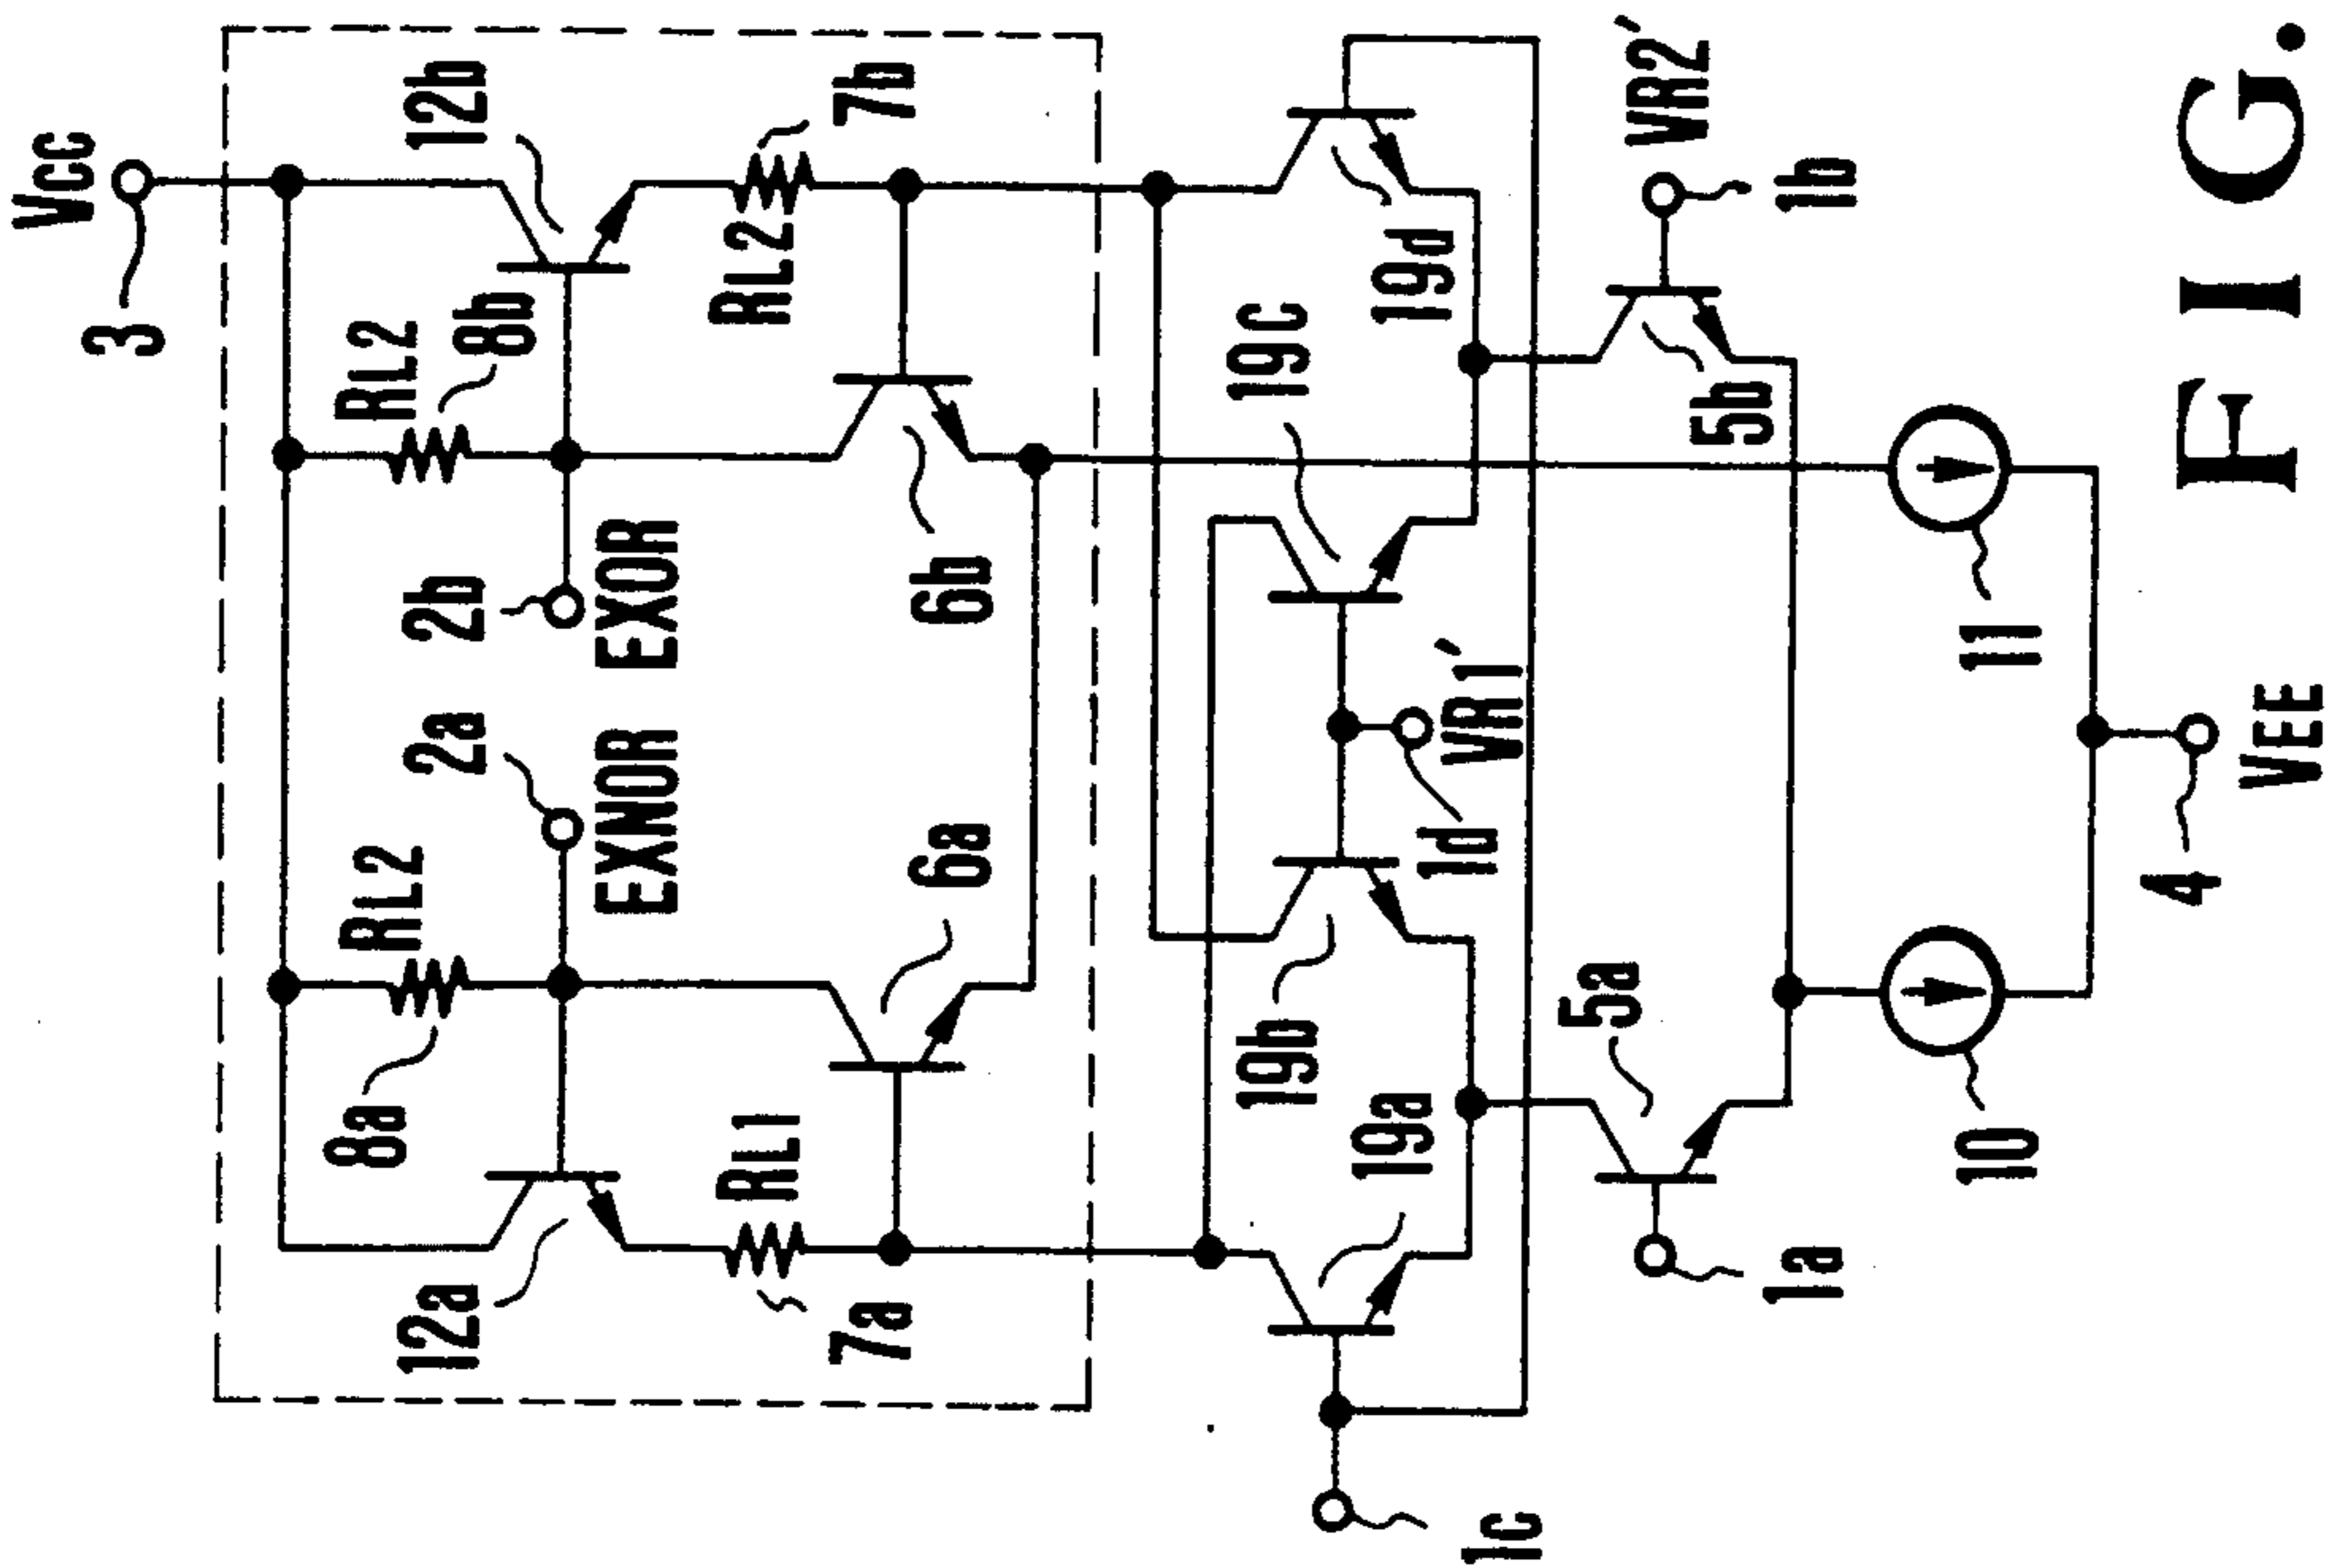 Vcc
3
8a
RL2
RL2
8b
12a
2a
2b
12b
EXNOR
EXOR
RL1
RL2
7a
7b
6a
6b
19b
19c
19a
19d
1d
VR1'
1c
5a
VR2'
5b
1a
1b
10
11
4
VEE
FIG.